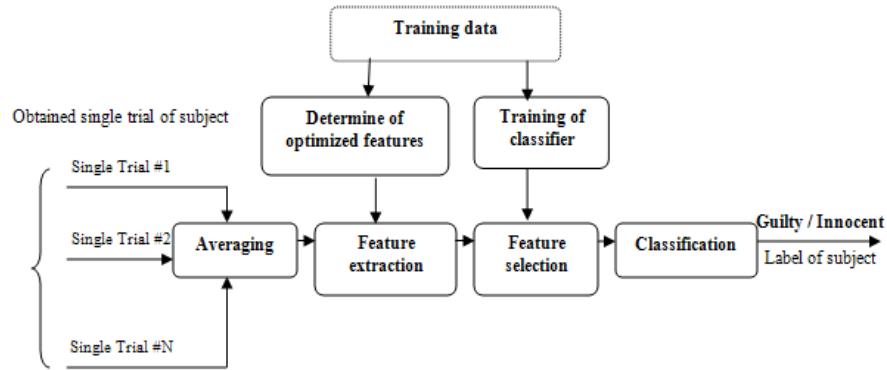 Training data
Obtained single trial of subject
Determine of
optimized features
Training of
classifier
Single Trial #1
Single Trial #2
Single Trial #N
Averaging
Feature
extraction
Feature
selection
Classification
Guilty / Innocent
Label of subject